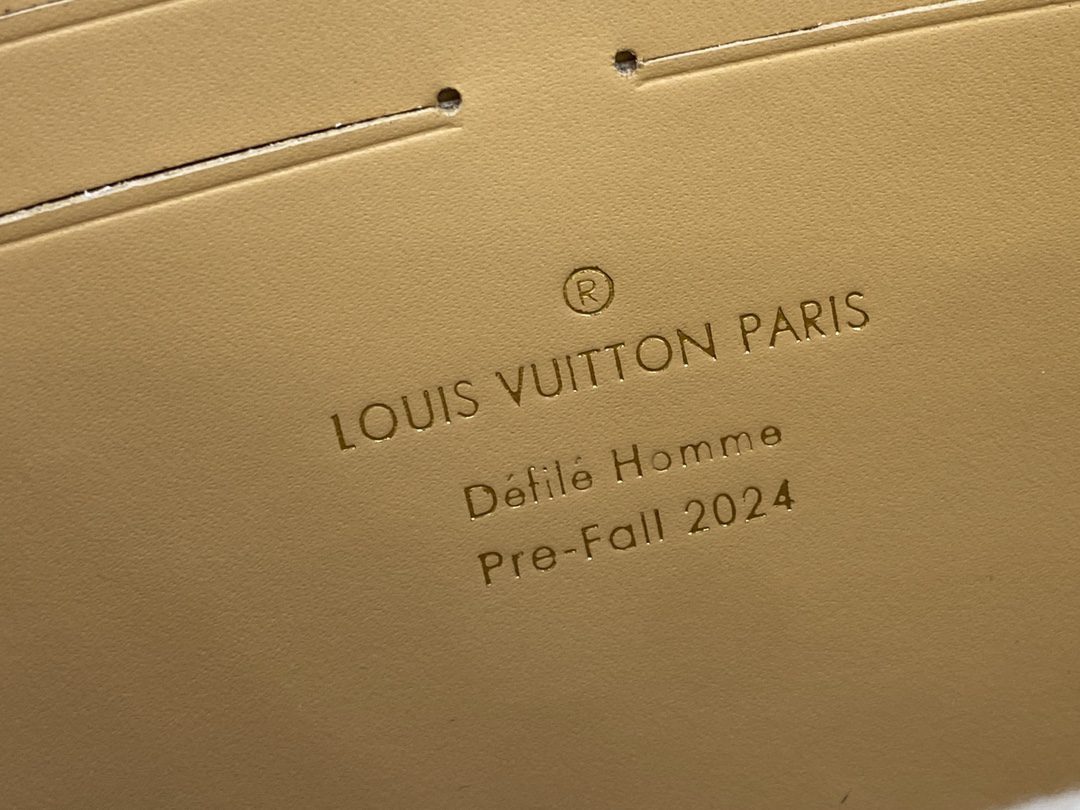 ®
LOUIS VUITTON PARIS
Défilé Homme
Pre-Fall 2024